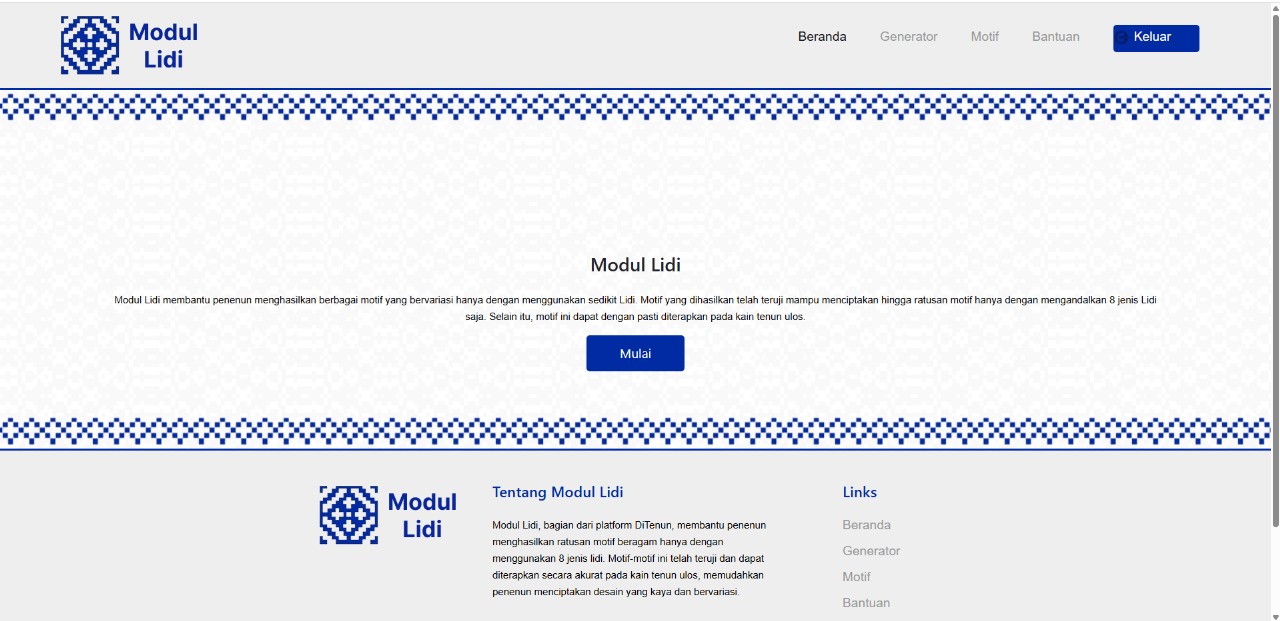 Modul
Lidi
Beranda
Generator
Motif
Bantuan
Keluar
Modul Lidi
Modul Lidi membantu penenun menghasilkan berbagai motif yang bervariasi hanya dengan menggunakan sedikit Lidi. Motif yang dihasilkan telah teruji mampu menciptakan hingga ratusan motif hanya dengan mengandalkan 8 jenis Lidi
saja. Selain itu, motif ini dapat dengan pasti diterapkan pada kain tenun ulos.
Mulai
Modul
Lidi
Tentang Modul Lidi
Modul Lidi, bagian dari platform DiTenun, membantu penenun
menghasilkan ratusan motif beragam hanya dengan
menggunakan 8 jenis lidi. Motif-motif ini telah teruji dan dapat
diterapkan secara akurat pada kain tenun ulos, memudahkan
penenun menciptakan desain yang kaya dan bervariasi.
Links
Beranda
Generator
Motif
Bantuan